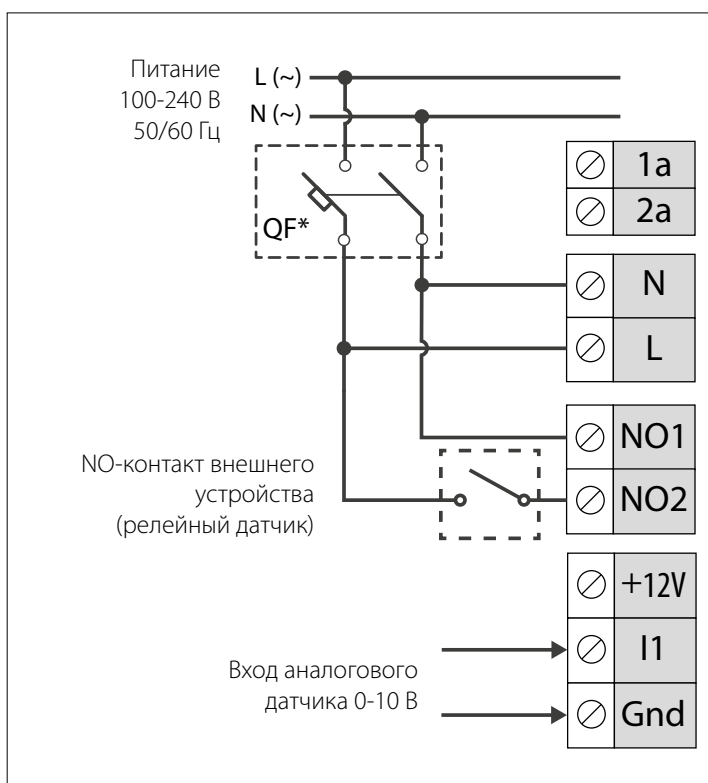 Питание
100-240 В
50/60 Гц
L (~)
N (~)
QF*
1a
2a
N
L
NO1
NO2
NO-контакт внешнего
устройства
(релейный датчик)
+12V
I1
Gnd
Вход аналогового
датчика 0-10 В